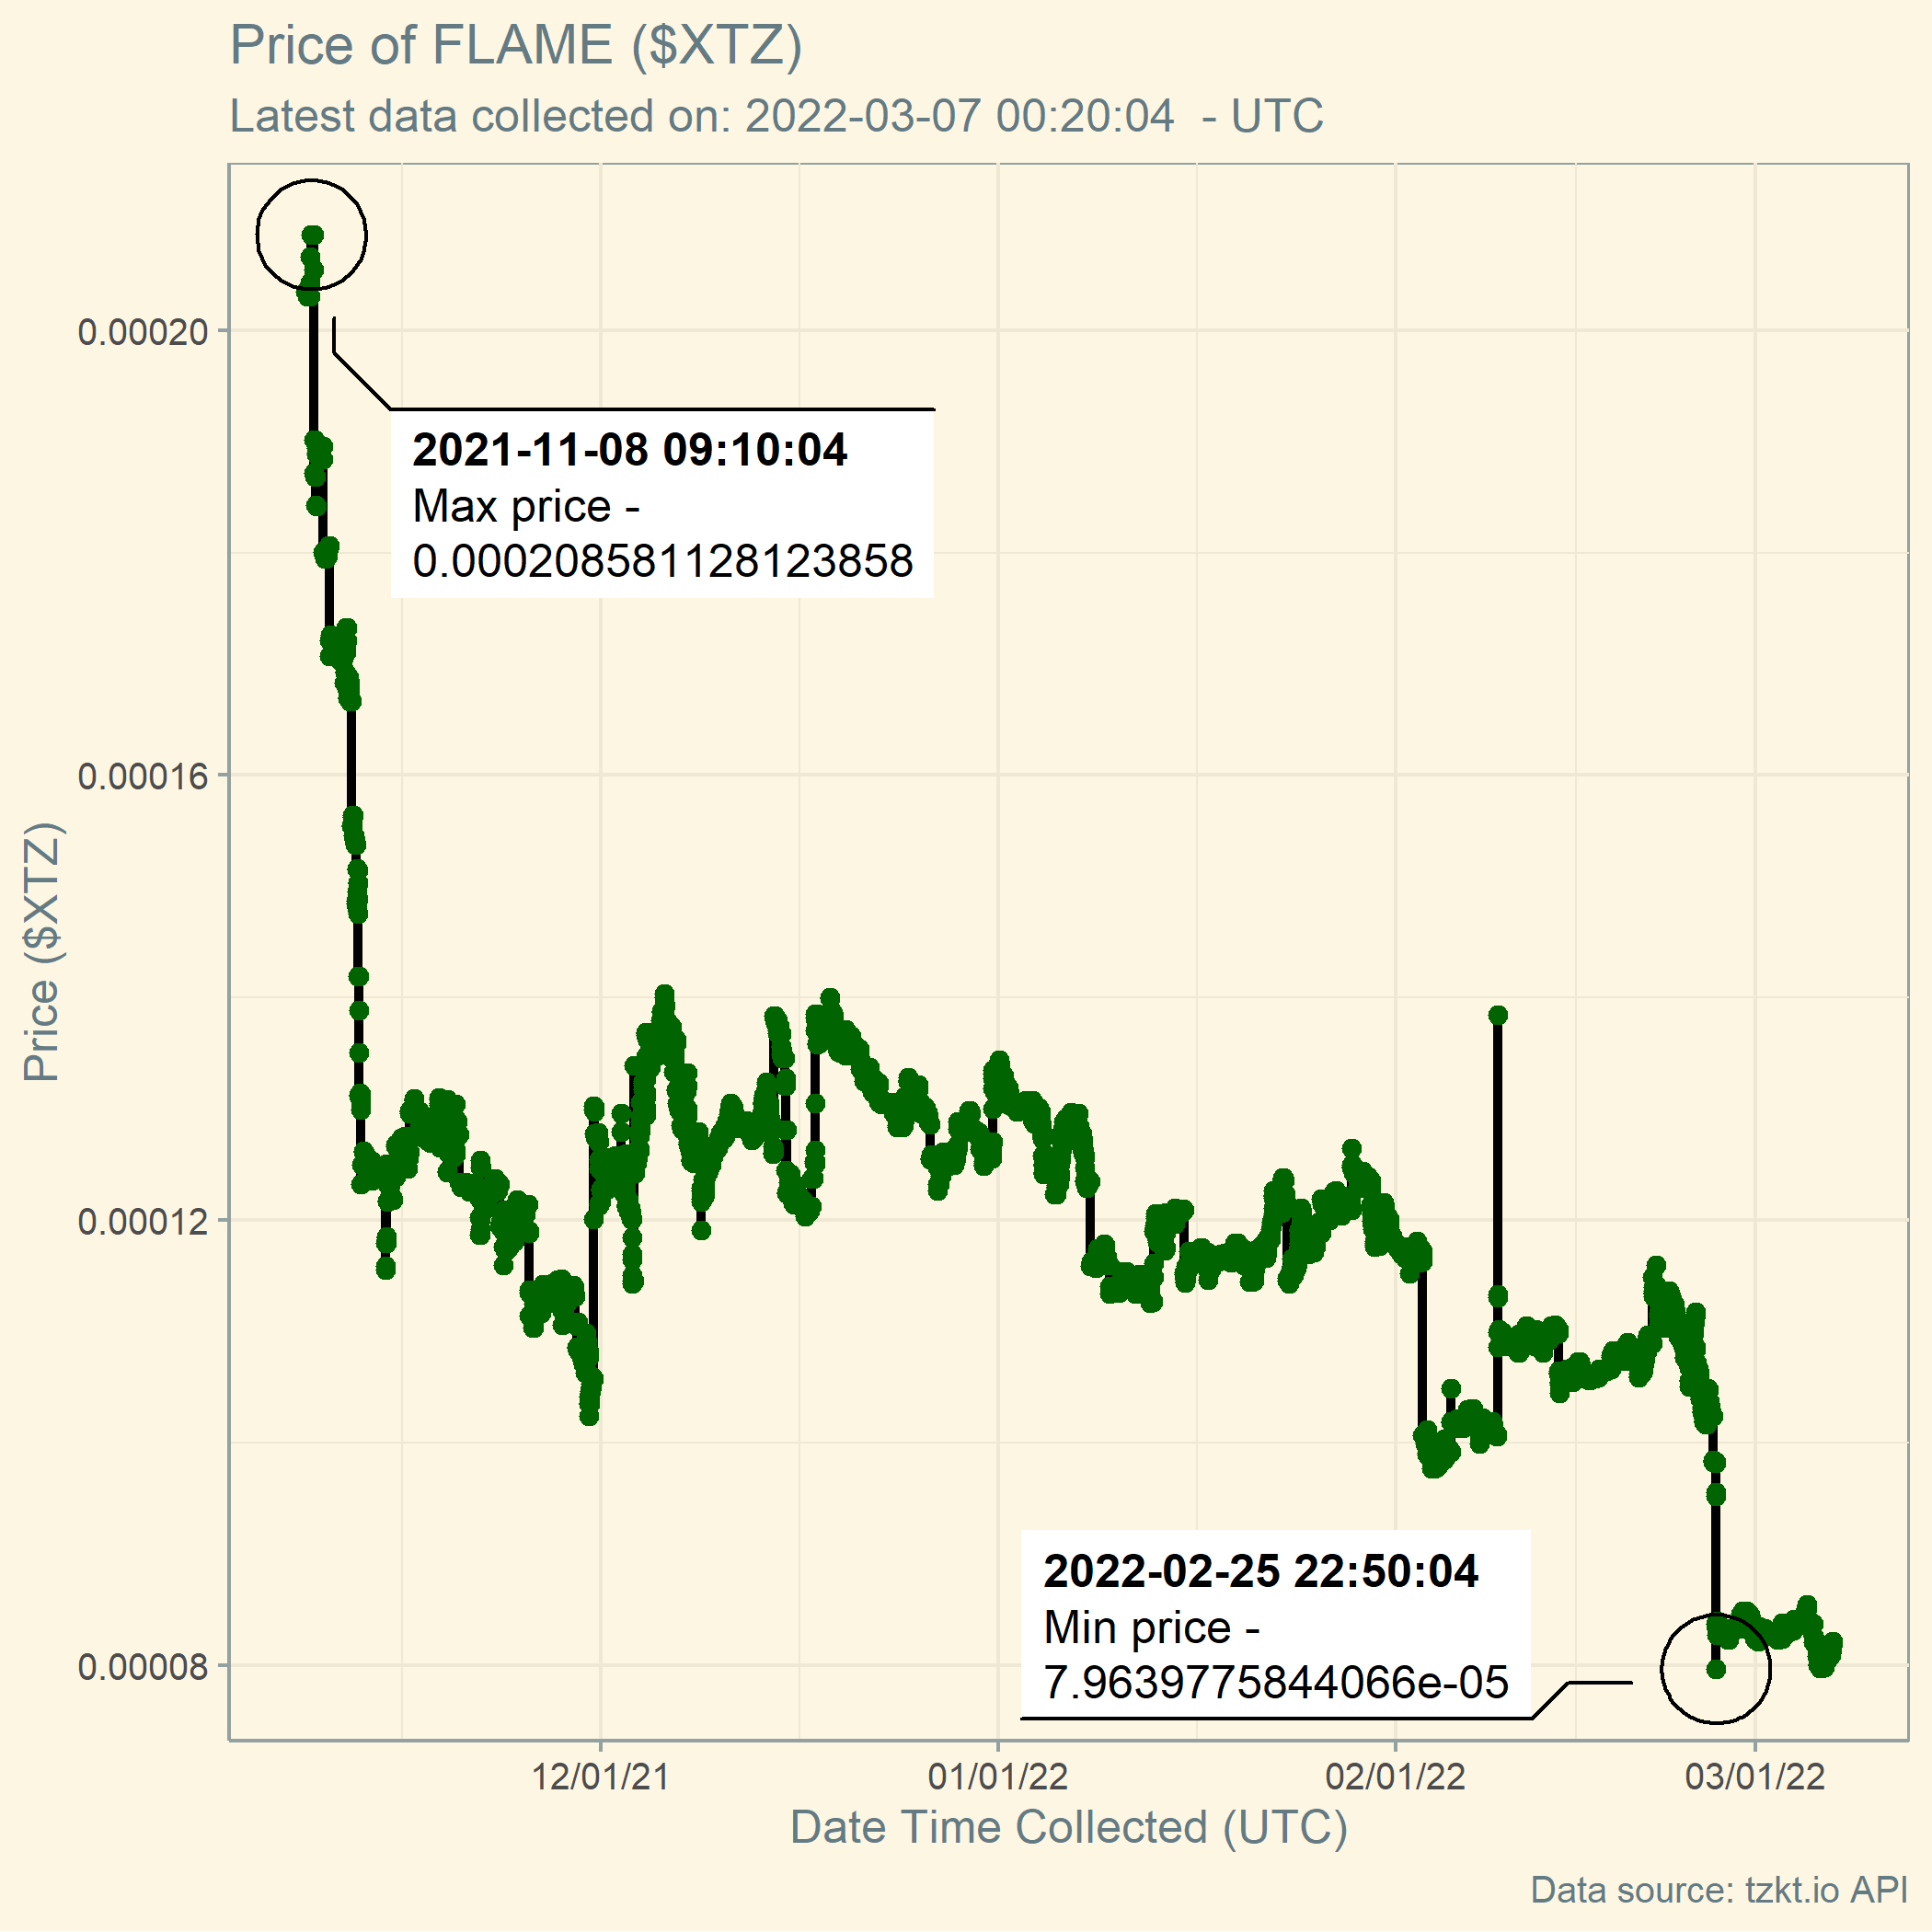 Price of FLAME ($XTZ)
Latest data collected on: 2022-03-07 00:20:04  - UTC
0.00020
2021-11-08 09:10:04
Max price -
0.000208581128123858
0.00016
Price ($XTZ)
0.00012
2022-02-25 22:50:04
Min price -
7.9639775844066e-05
0.00008
12/01/21
01/01/22
02/01/22
03/01/22
Date Time Collected (UTC)
Data source: tzkt.io API